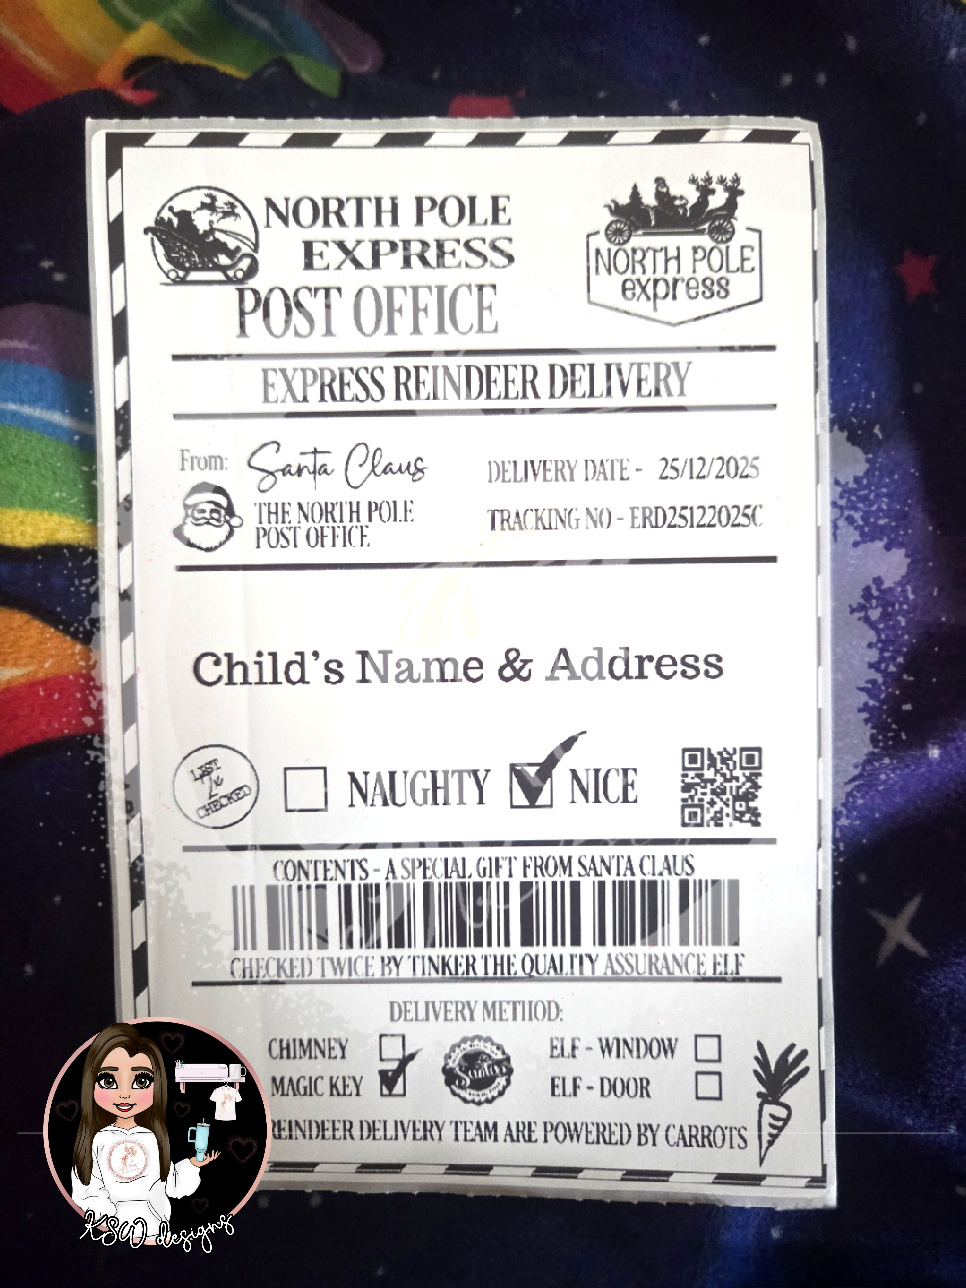 NORTH POLE
EXPRESS
POST OFFICE
NORTH POLE
express
EXPRESS REINDEER DELIVERY
From: Santa Claus
THE NORTH POLE
POST OFFICE
DELIVERY DATE - 25/12/2025
TRACKING NO - ERD25122025C
Child's Name & Address
LIST
CHECKED
NAUGHTY
NICE
CONTENTS - A SPECIAL GIFT FROM SANTA CLAUS
CHECKED TWICE BY TINKER THE QUALITY ASSURANCE ELF
DELIVERY METHOD:
CHIMNEY
ELF - WINDOW
MAGIC KEY
ELF - DOOR
Santa
REINDEER DELIVERY TEAM ARE POWERED BY CARROTS
KSW designs